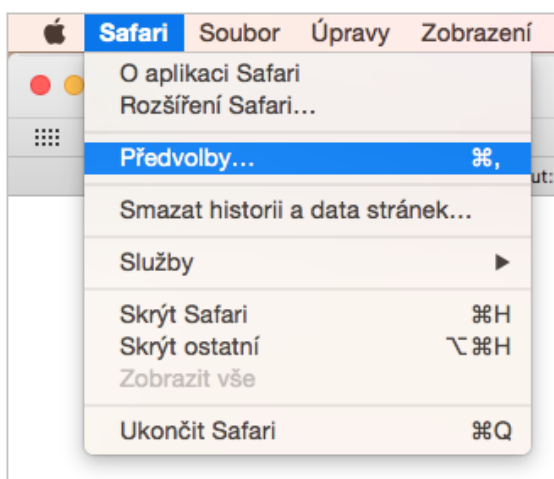 Safari Soubor Úpravy Zobrazení
O aplikaci Safari
Rozšíření Safari...
Předvolby... ⌘,
ut:
Smazat historii a data stránek...
Služby ▶
Skrýt Safari ⌘H
Skrýt ostatní ⌥⌘H
Zobrazit vše
Ukončit Safari ⌘Q